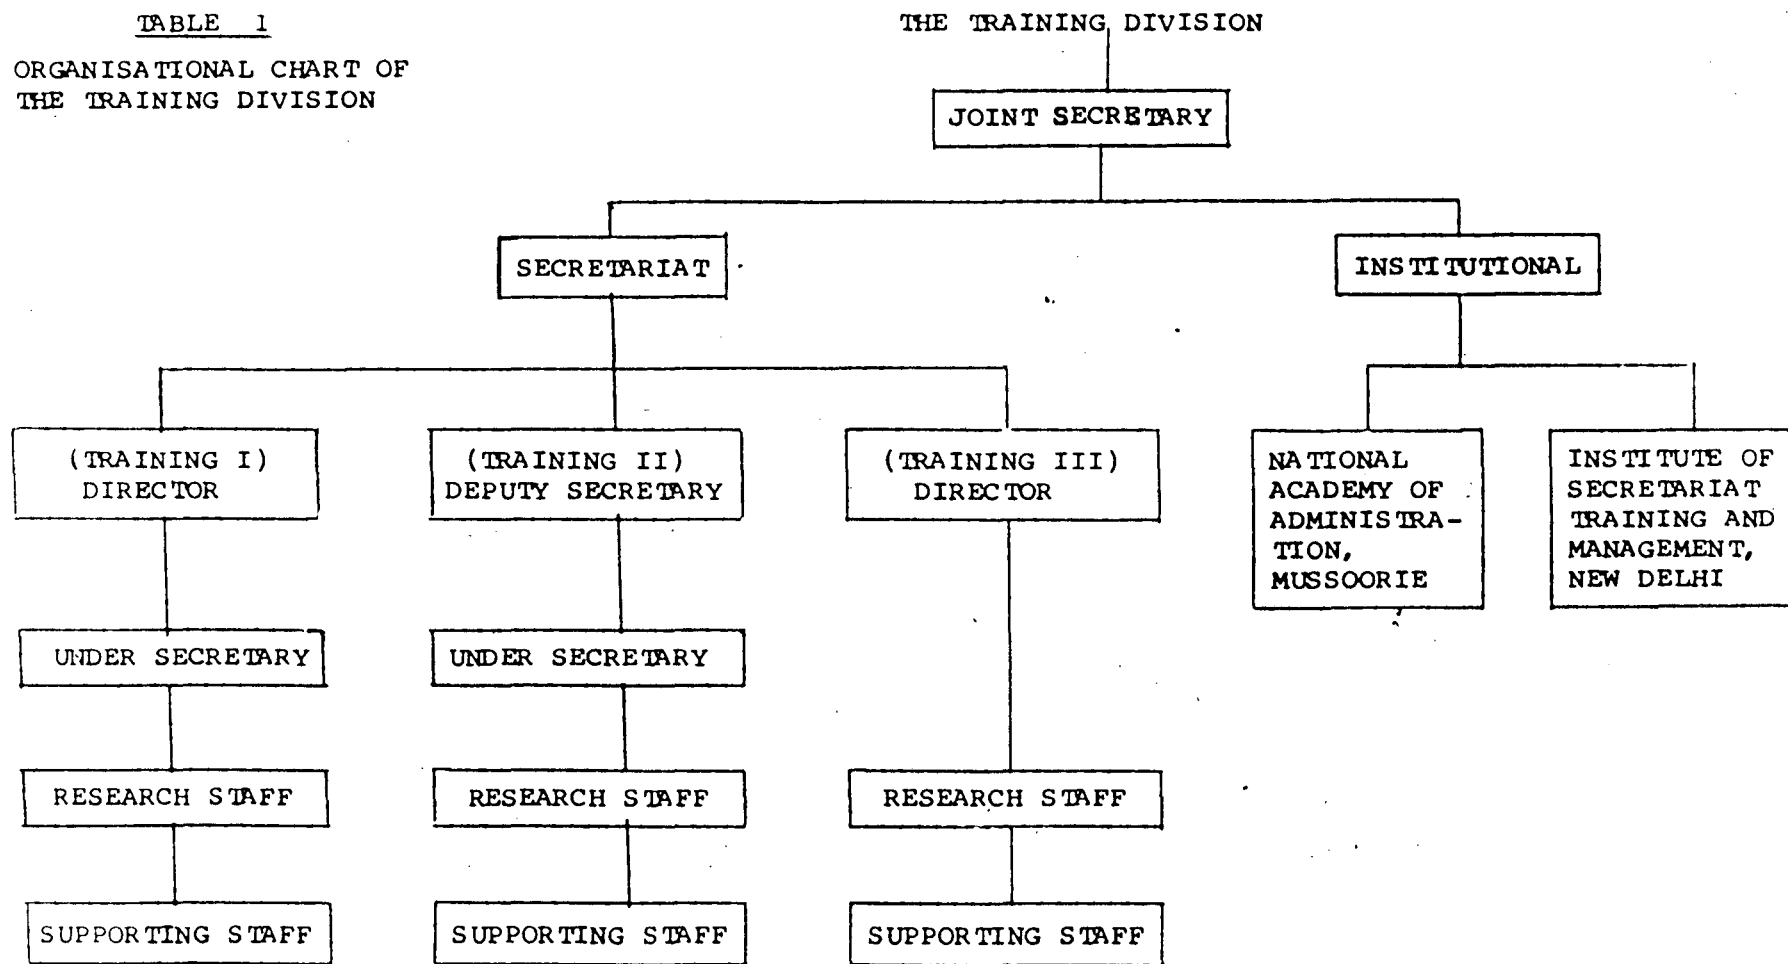 TABLE 1
ORGANISATIONAL CHART OF
THE TRAINING DIVISION
THE TRAINING DIVISION
JOINT SECRETARY
SECRETARIAT
INSTITUTIONAL
(TRAINING I)
DIRECTOR
(TRAINING II)
DEPUTY SECRETARY
(TRAINING III)
DIRECTOR
NATIONAL
ACADEMY OF
ADMINISTRA-
TION,
MUSSOORIE
INSTITUTE OF
SECRETARIAT
TRAINING AND
MANAGEMENT,
NEW DELHI
UNDER SECRETARY
UNDER SECRETARY
RESEARCH STAFF
RESEARCH STAFF
RESEARCH STAFF
SUPPORTING STAFF
SUPPORTING STAFF
SUPPORTING STAFF